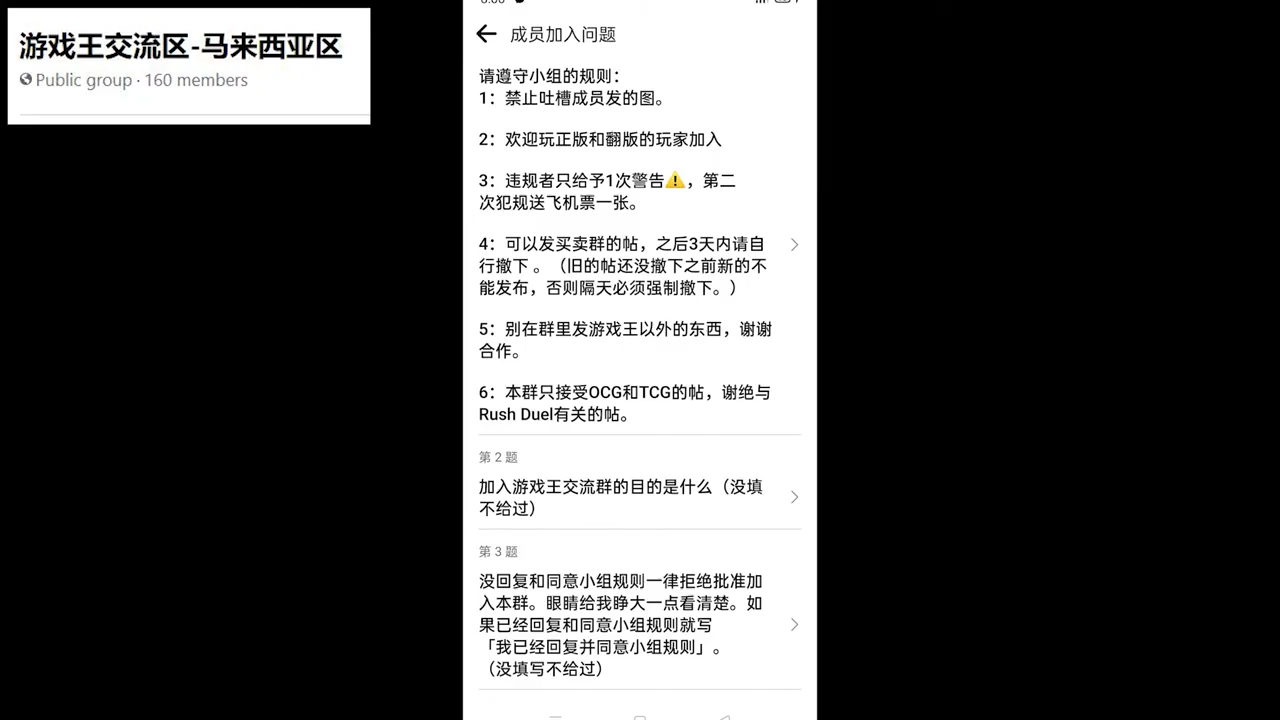 游戏王交流区-马来西亚区
Public group · 160 members
成员加入问题
请遵守小组的规则：
1：禁止吐槽成员发的图。
2：欢迎玩正版和翻版的玩家加入
3：违规者只给予1次警告⚠️，第二
次犯规送飞机票一张。
4：可以发买卖群的帖，之后3天内请自
行撤下 。（旧的帖还没撤下之前新的不
能发布，否则隔天必须强制撤下。）
5：别在群里发游戏王以外的东西，谢谢
合作。
6：本群只接受OCG和TCG的帖，谢绝与
Rush Duel有关的帖。
第 2 题
加入游戏王交流群的目的是什么（没填
不给过）
第 3 题
没回复和同意小组规则一律拒绝批准加
入本群。眼睛给我睁大一点看清楚。如
果已经回复和同意小组规则就写
「我已经回复并同意小组规则」。
（没填写不给过）